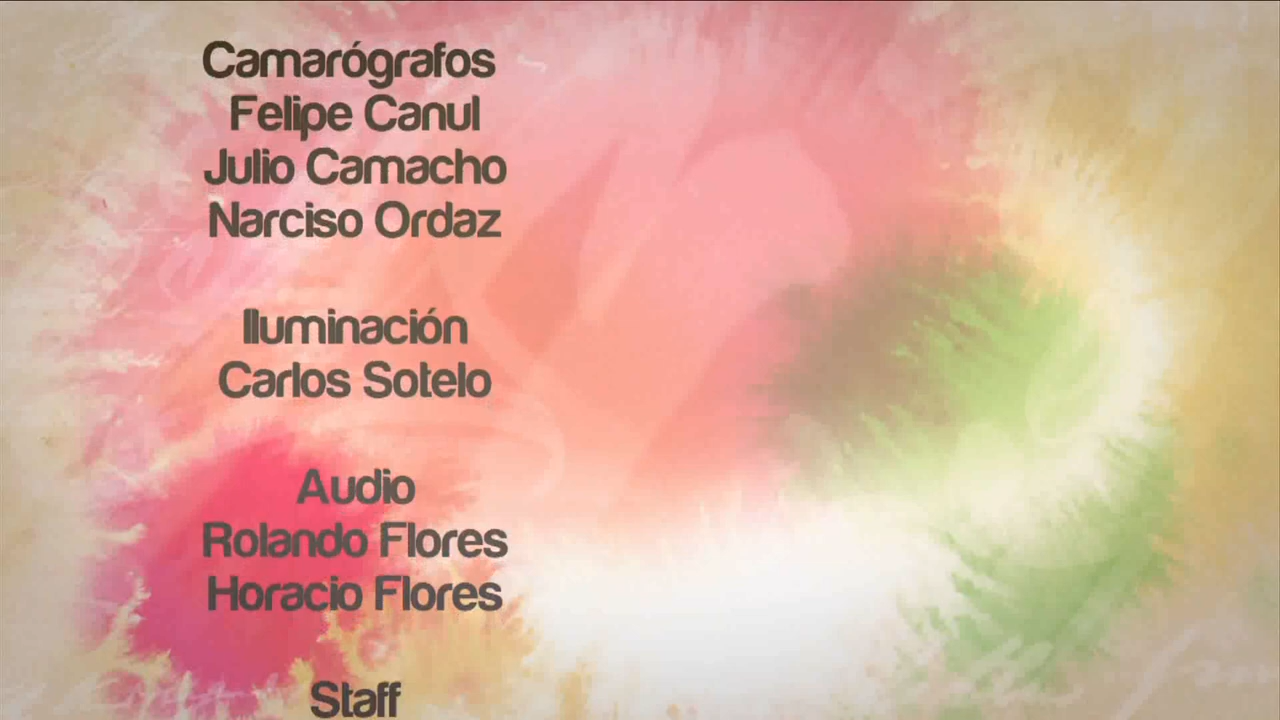 Camarógrafos
Felipe Canul
Julio Camacho
Narciso Ordaz
Iluminación
Carlos Sotelo
Audio
Rolando Flores
Horacio Flores
Staff